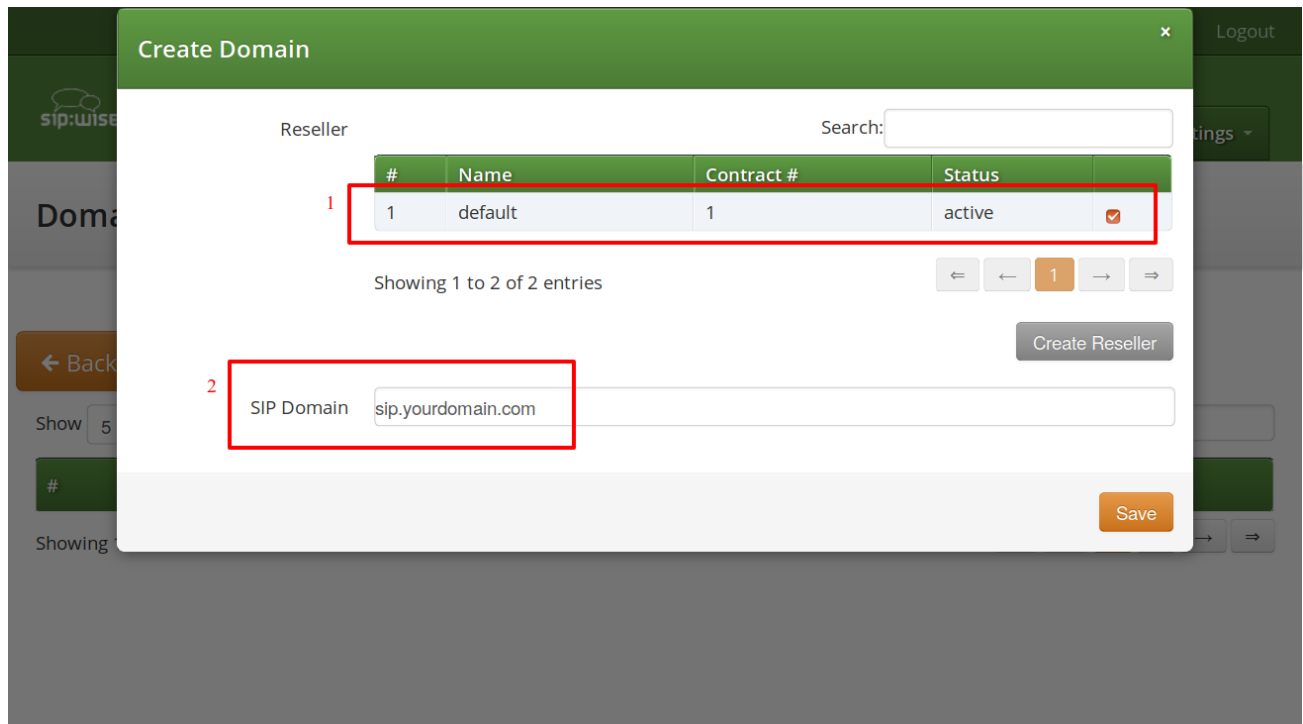 Logout
Create Domain
×
sip:wise
tings
Reseller
Search:
# Name Contract # Status
1
1 default 1 active
Doma
Showing 1 to 2 of 2 entries
⇐ ← 1 → ⇒
Create Reseller
← Back
2
SIP Domain sip.yourdomain.com
Show 5
#
Save
Showing
→ ⇒